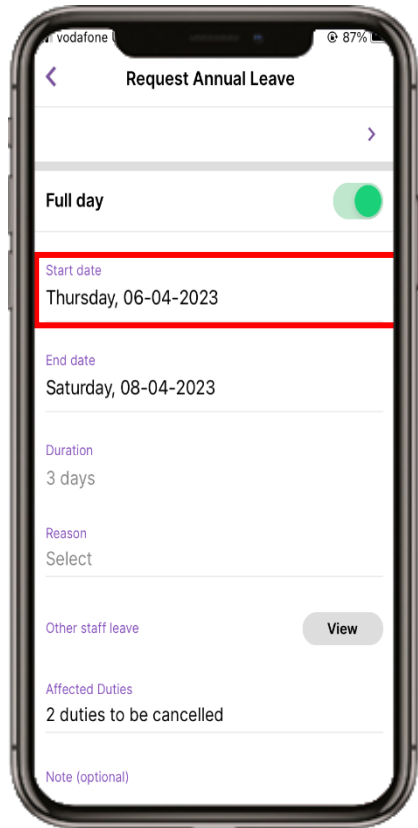 vodafone
87%
Request Annual Leave
Full day
Start date
Thursday, 06-04-2023
End date
Saturday, 08-04-2023
Duration
3 days
Reason
Select
Other staff leave
View
Affected Duties
2 duties to be cancelled
Note (optional)